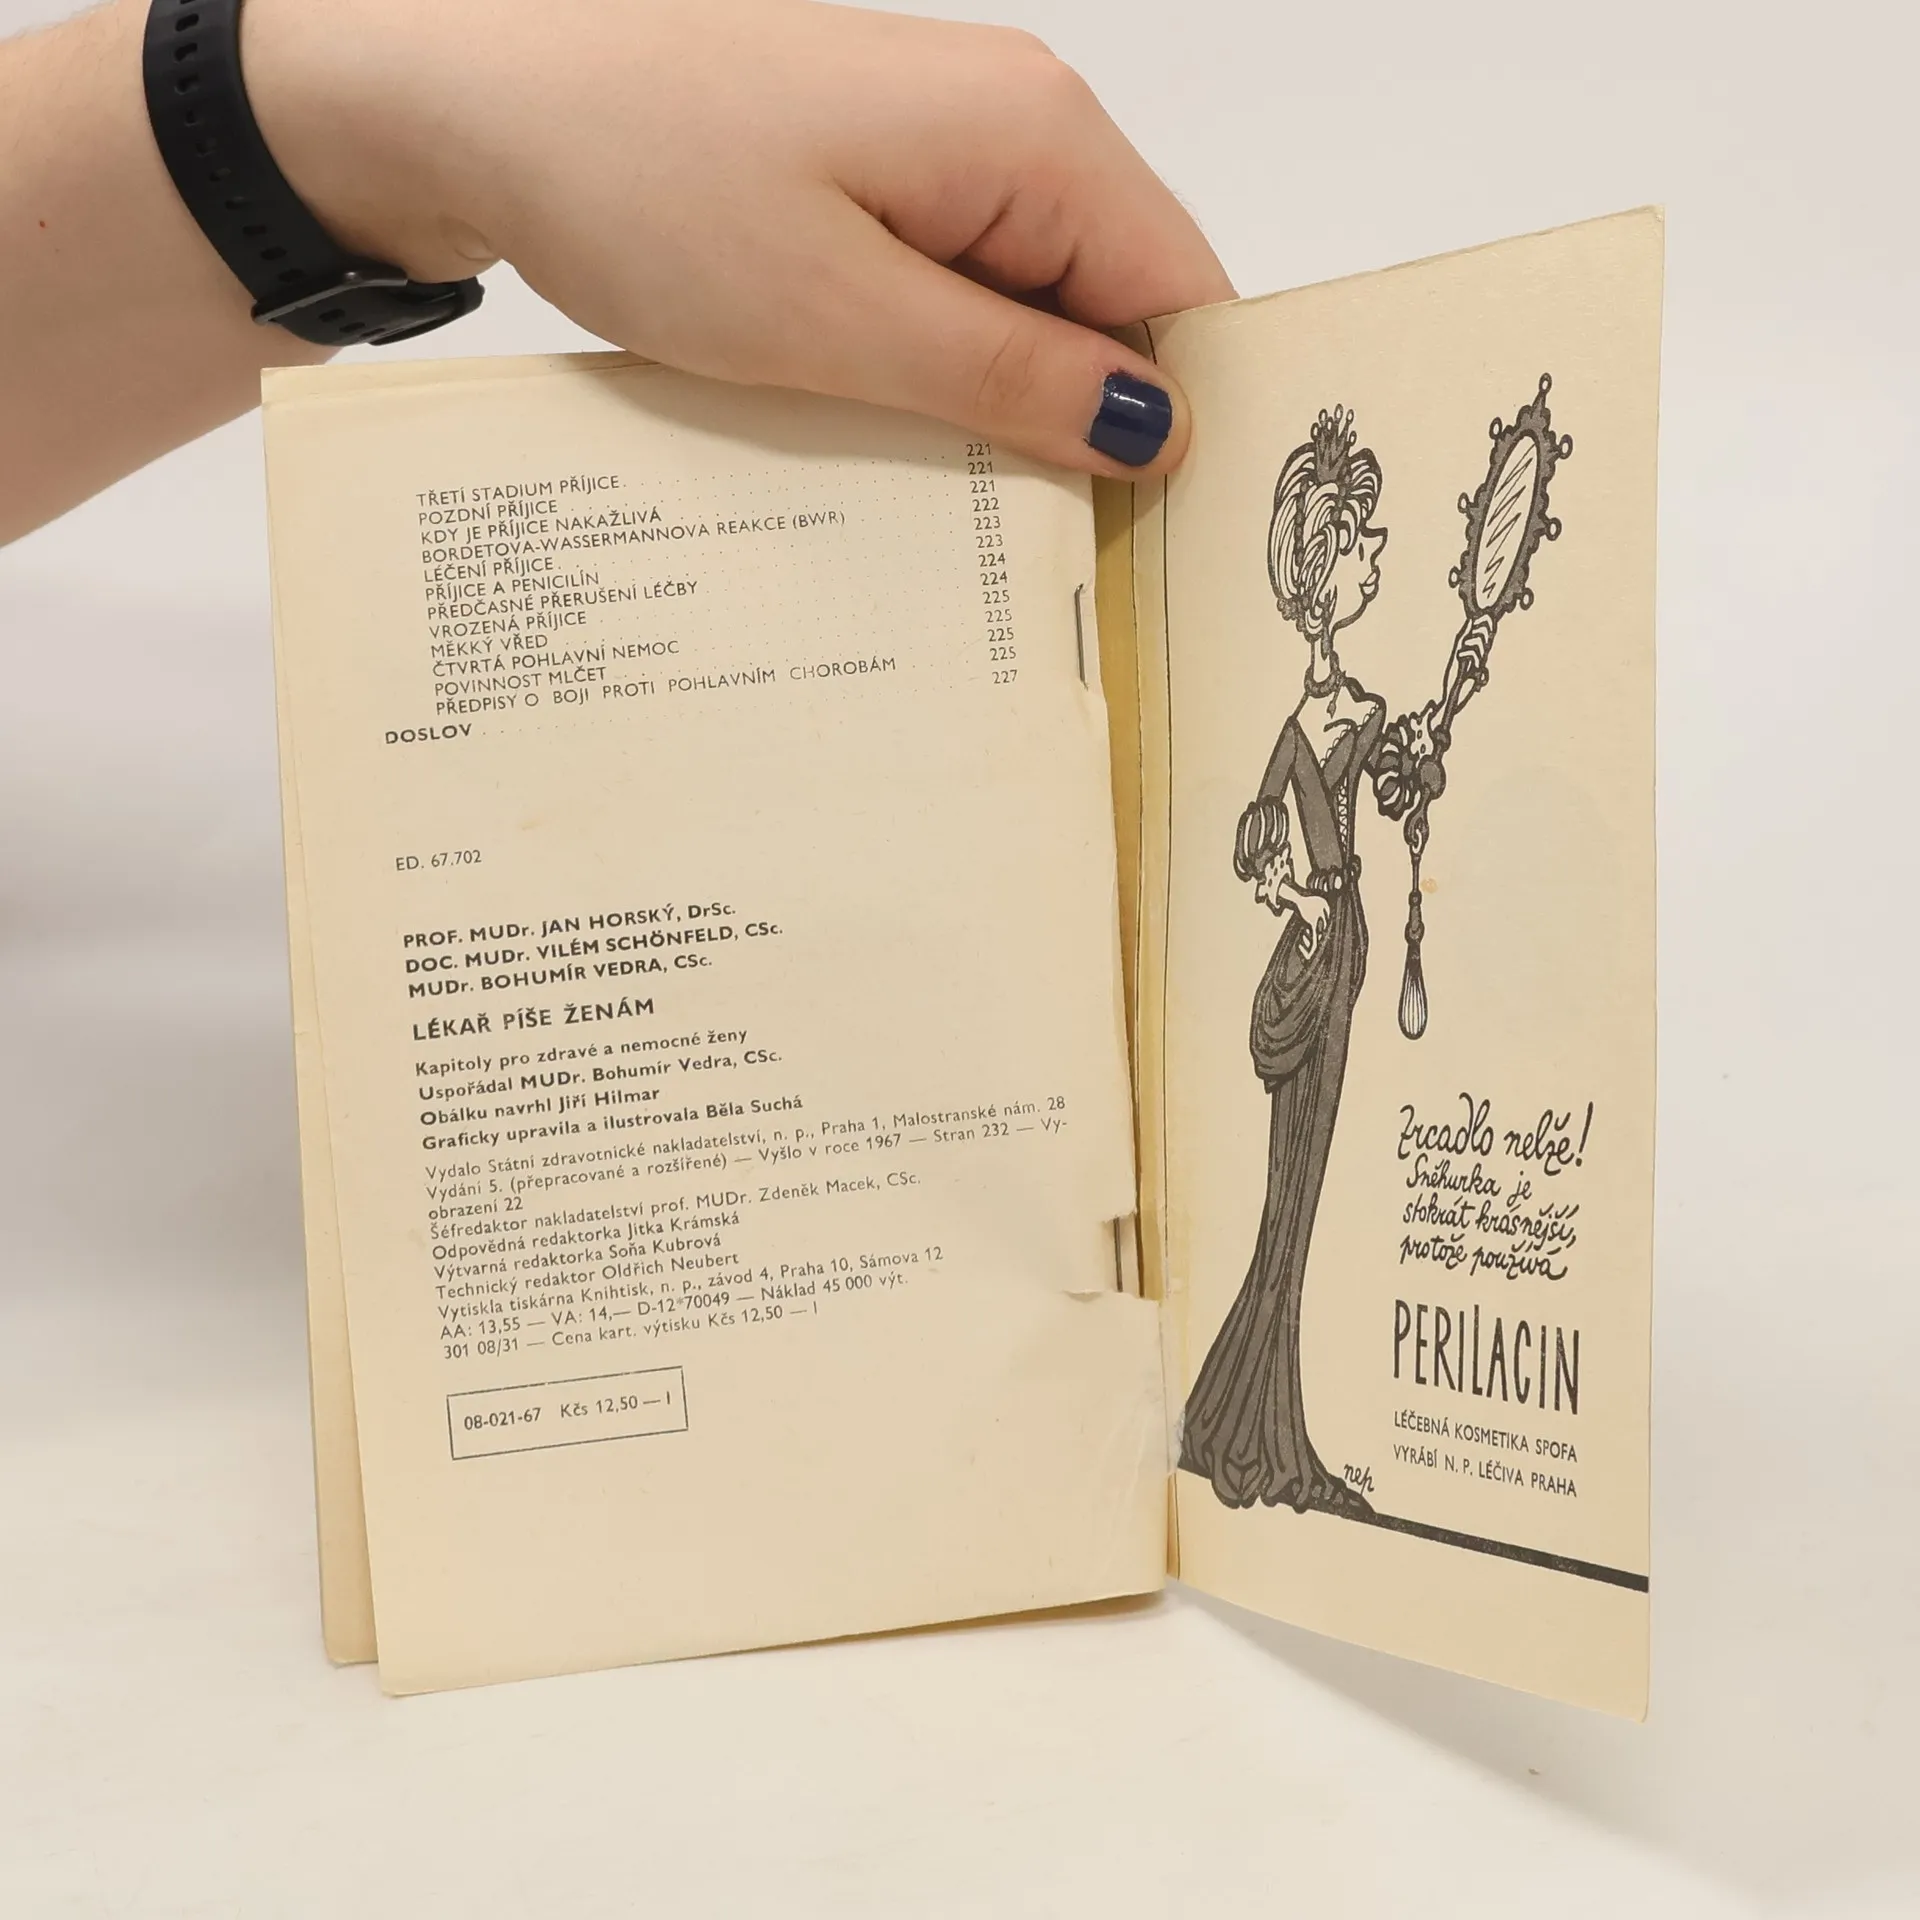 221
TŘETÍ STADIUM PŘÍJICE. 221
POZDNÍ PŘÍJICE 221
KDY JE PŘÍJICE NAKAŽLIVÁ 222
BORDETOVA-WASSERMANNOVA REAKCE (BWR) 223
LÉČENÍ PŘÍJICE. 223
PŘÍJICE A PENICILÍN 224
PŘEDČASNÉ PŘERUŠENÍ LÉČBY 224
VROZENÁ PŘÍJICE 225
MĚKKÝ VŘED 225
ČTVRTÁ POHLAVNÍ NEMOC 225
POVINNOST MLČET 225
PŘEDPISY O BOJI PROTI POHLAVNÍM CHOROBÁM 227
DOSLOV
ED. 67.702
PROF. MUDr. JAN HORSKÝ, DrSc.
DOC. MUDr. VILÉM SCHÖNFELD, CSc.
MUDr. BOHUMÍR VEDRA, CSc.
LÉKAŘ PÍŠE ŽENÁM
Kapitoly pro zdravé a nemocné ženy
Uspořádal MUDr. Bohumír Vedra, CSc.
Obálku navrhl Jiří Hilmar
Graficky upravila a ilustrovala Běla Suchá
Vydalo Státní zdravotnické nakladatelství, n. p., Praha 1, Malostranské nám. 28
Vydání 5. (přepracované a rozšířené) — Vyšlo v roce 1967 — Stran 232 — Vy-
obrazení 22
Šéfredaktor nakladatelství prof. MUDr. Zdeněk Macek, CSc.
Odpovědná redaktorka Jitka Krámská
Výtvarná redaktorka Soňa Kubrová
Technický redaktor Oldřich Neubert
Vytiskla tiskárna Knihtisk, n. p., závod 4, Praha 10, Sámova 12
AA: 13,55 — VA: 14,— D-12*70049 — Náklad 45 000 výt.
301 08/31 — Cena kart. výtisku Kčs 12,50 — I
08-021-67 Kčs 12,50 — I
Zrcadlo nelže!
Sněhurka je
stokrát krásnější,
protože používá
PERILACIN
LÉČEBNÁ KOSMETIKA SPOFA
VYRÁBÍ N. P. LÉČIVA PRAHA
nep